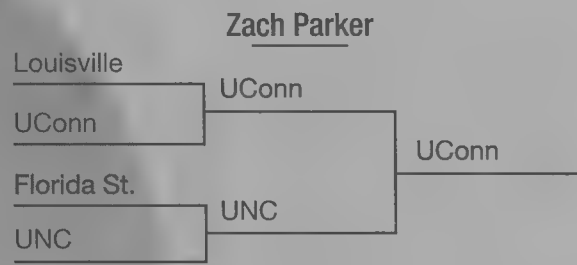 Zach Parker
Louisville
UConn
UConn
UConn
Florida St.
UNC
UNC